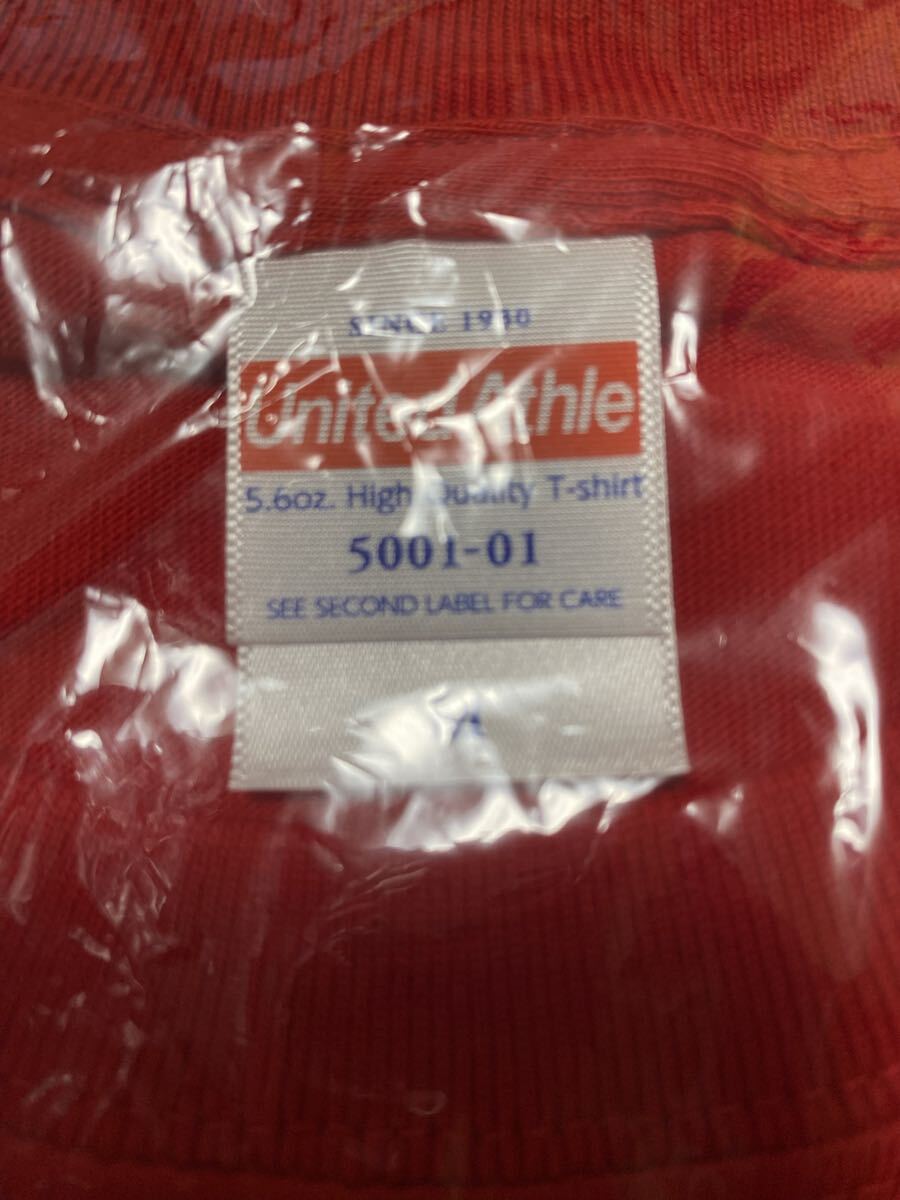 SINCE 1930
United Athle
5.6oz. High Quality T-shirt
5001-01
SEE SECOND LABEL FOR CARE